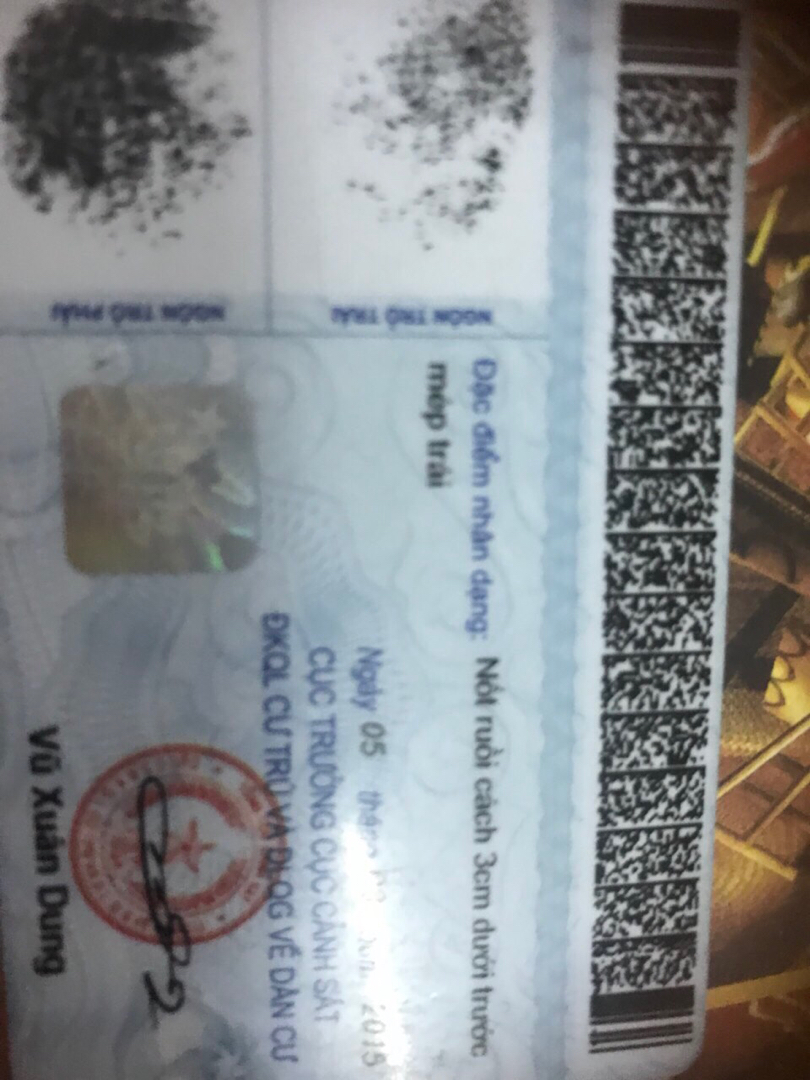 NGÓN TRỎ TRÁI
Đặc điểm nhân dạng: Nốt ruồi cách 3cm dưới trước
mép trái
Ngày 05 tháng năm 2015
CỤC TRƯỞNG CỤC CẢNH SÁT
ĐKQL CƯ TRÚ VÀ DLQG VỀ DÂN CƯ
NGÓN TRỎ PHẢI
Vũ Xuân Dung